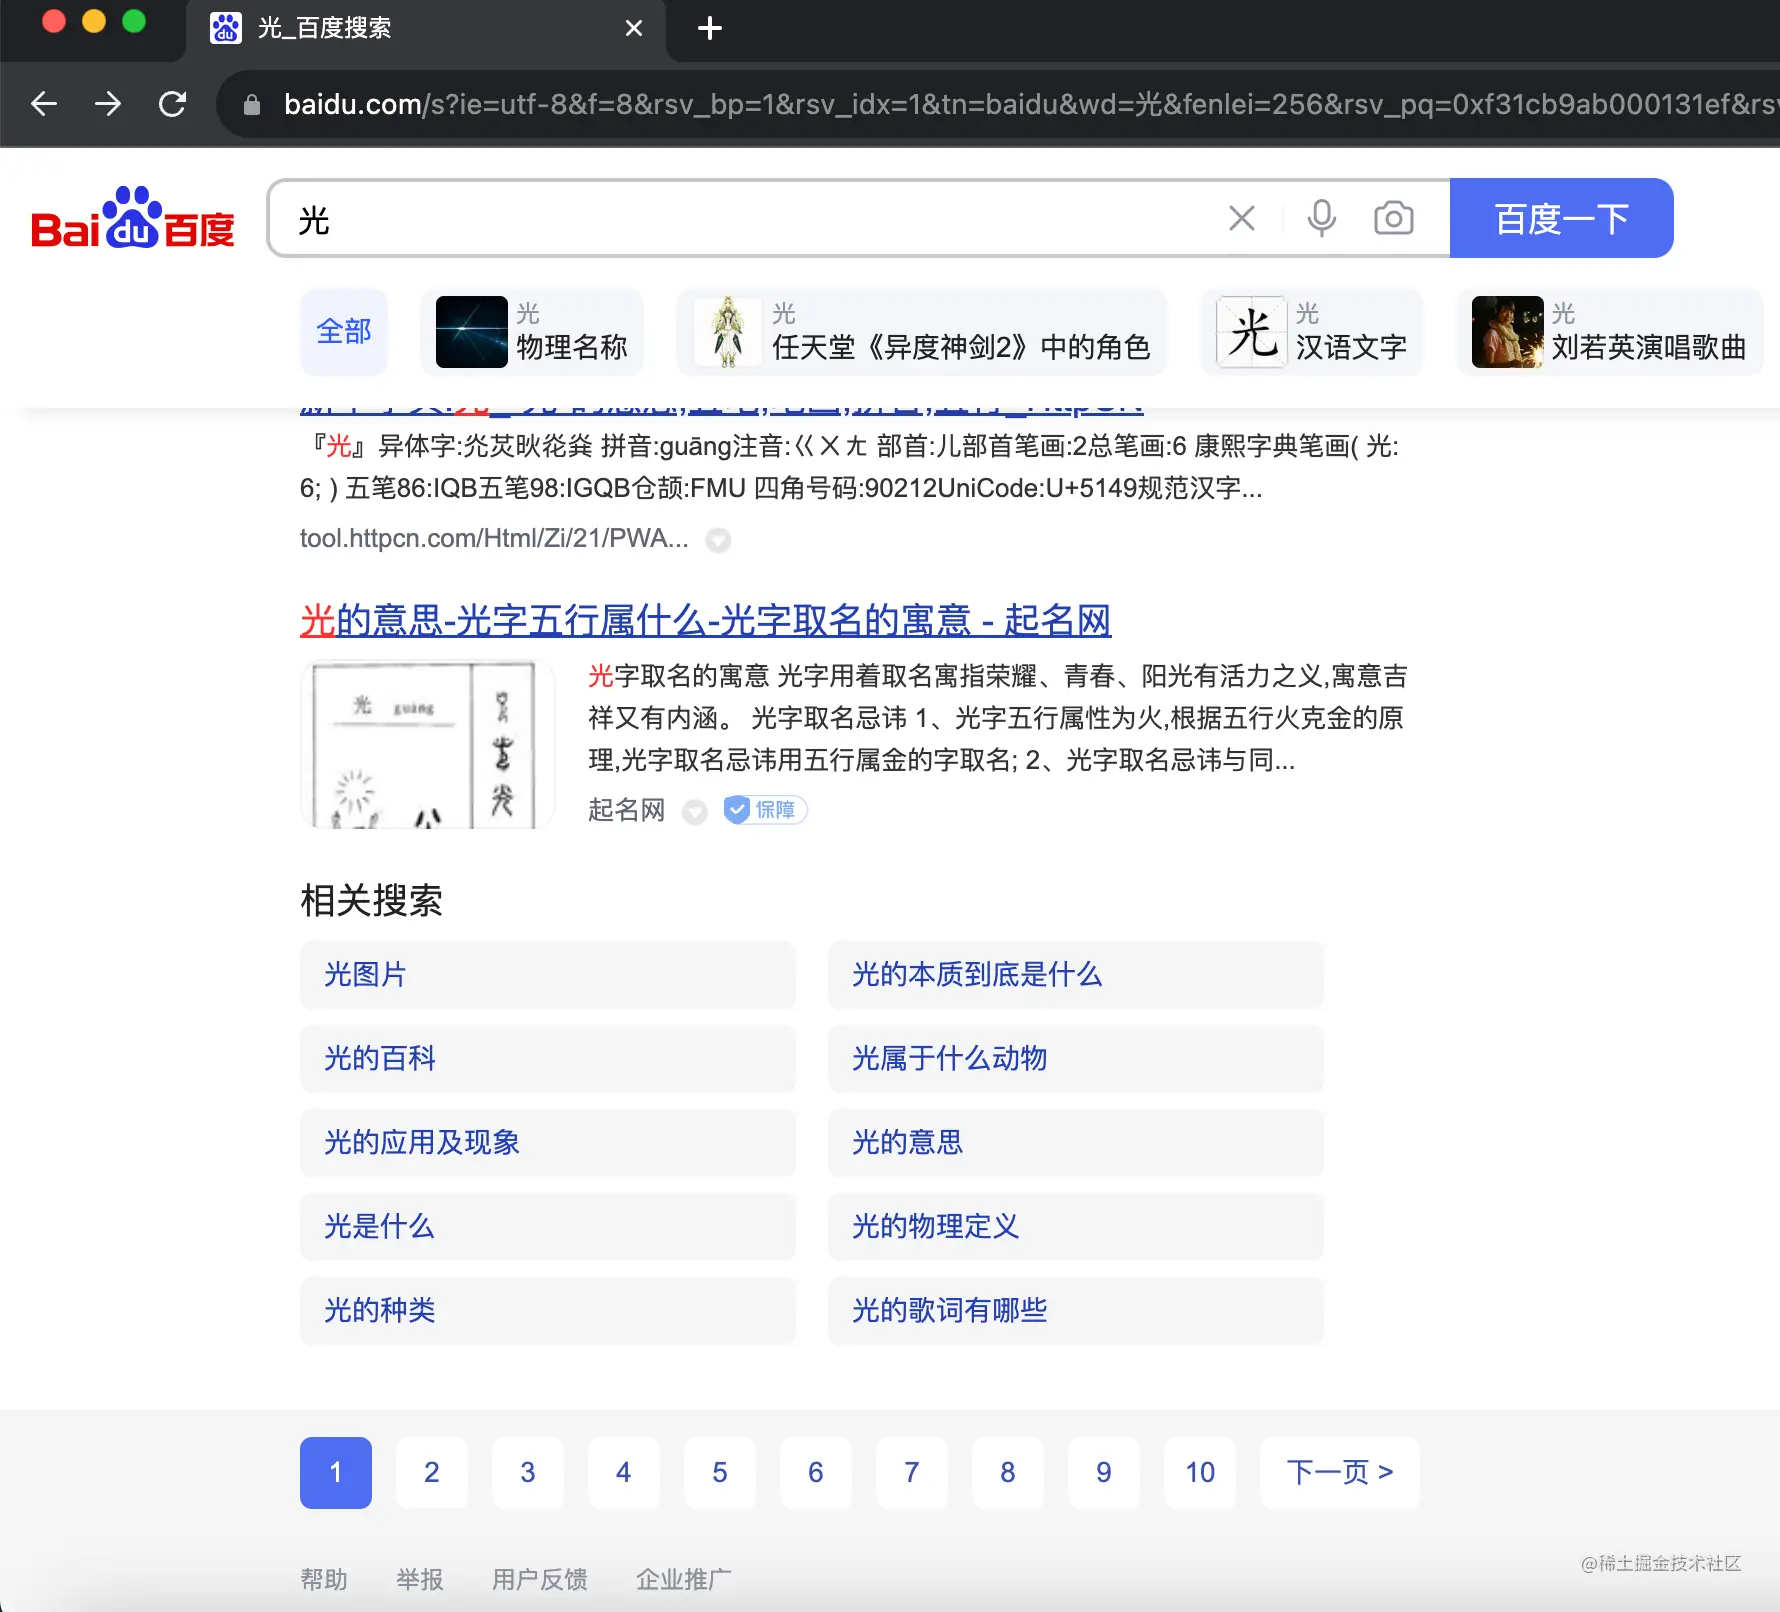 光_百度搜索
baidu.com/s?ie=utf-8&f=8&rsv_bp=1&rsv_idx=1&tn=baidu&wd=光&fenlei=256&rsv_pq=0xf31cb9ab000131ef&rsv
Bai du 百度
光
百度一下
全部
光
物理名称
光
任天堂《异度神剑2》中的角色
光
汉语文字
光
刘若英演唱歌曲
『光』异体字:灮炗炚炛烡 拼音:guāng注音:ㄍㄨㄤ 部首:儿部首笔画:2总笔画:6 康熙字典笔画( 光:
6; ) 五笔86:IQB五笔98:IGQB仓颉:FMU 四角号码:90212UniCode:U+5149规范汉字...
tool.httpcn.com/Html/Zi/21/PWA...
光的意思-光字五行属什么-光字取名的寓意 - 起名网
光 guāng
光字取名的寓意 光字用着取名寓指荣耀、青春、阳光有活力之义,寓意吉
祥又有内涵。 光字取名忌讳 1、光字五行属性为火,根据五行火克金的原
理,光字取名忌讳用五行属金的字取名; 2、光字取名忌讳与同...
起名网
保障
相关搜索
光图片
光的本质到底是什么
光的百科
光属于什么动物
光的应用及现象
光的意思
光是什么
光的物理定义
光的种类
光的歌词有哪些
1 2 3 4 5 6 7 8 9 10 下一页 >
帮助 举报 用户反馈 企业推广
@稀土掘金技术社区